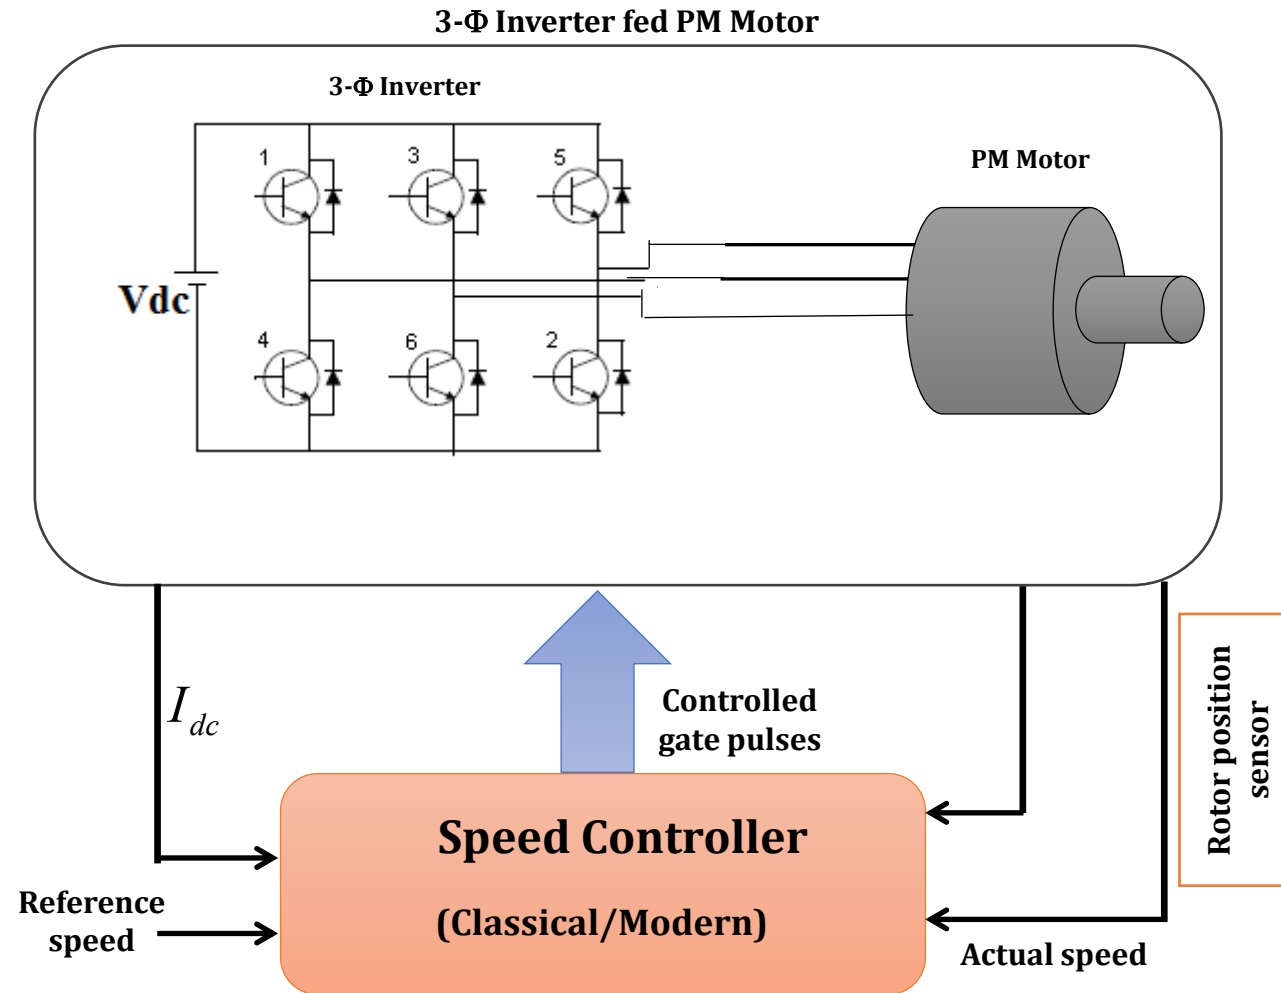 3-Φ Inverter fed PM Motor
3-Φ Inverter
1
3
5
PM Motor
Vdc
4
6
2
I_dc
Controlled
gate pulses
Rotor position
sensor
Speed Controller
(Classical/Modern)
Reference
speed
Actual speed